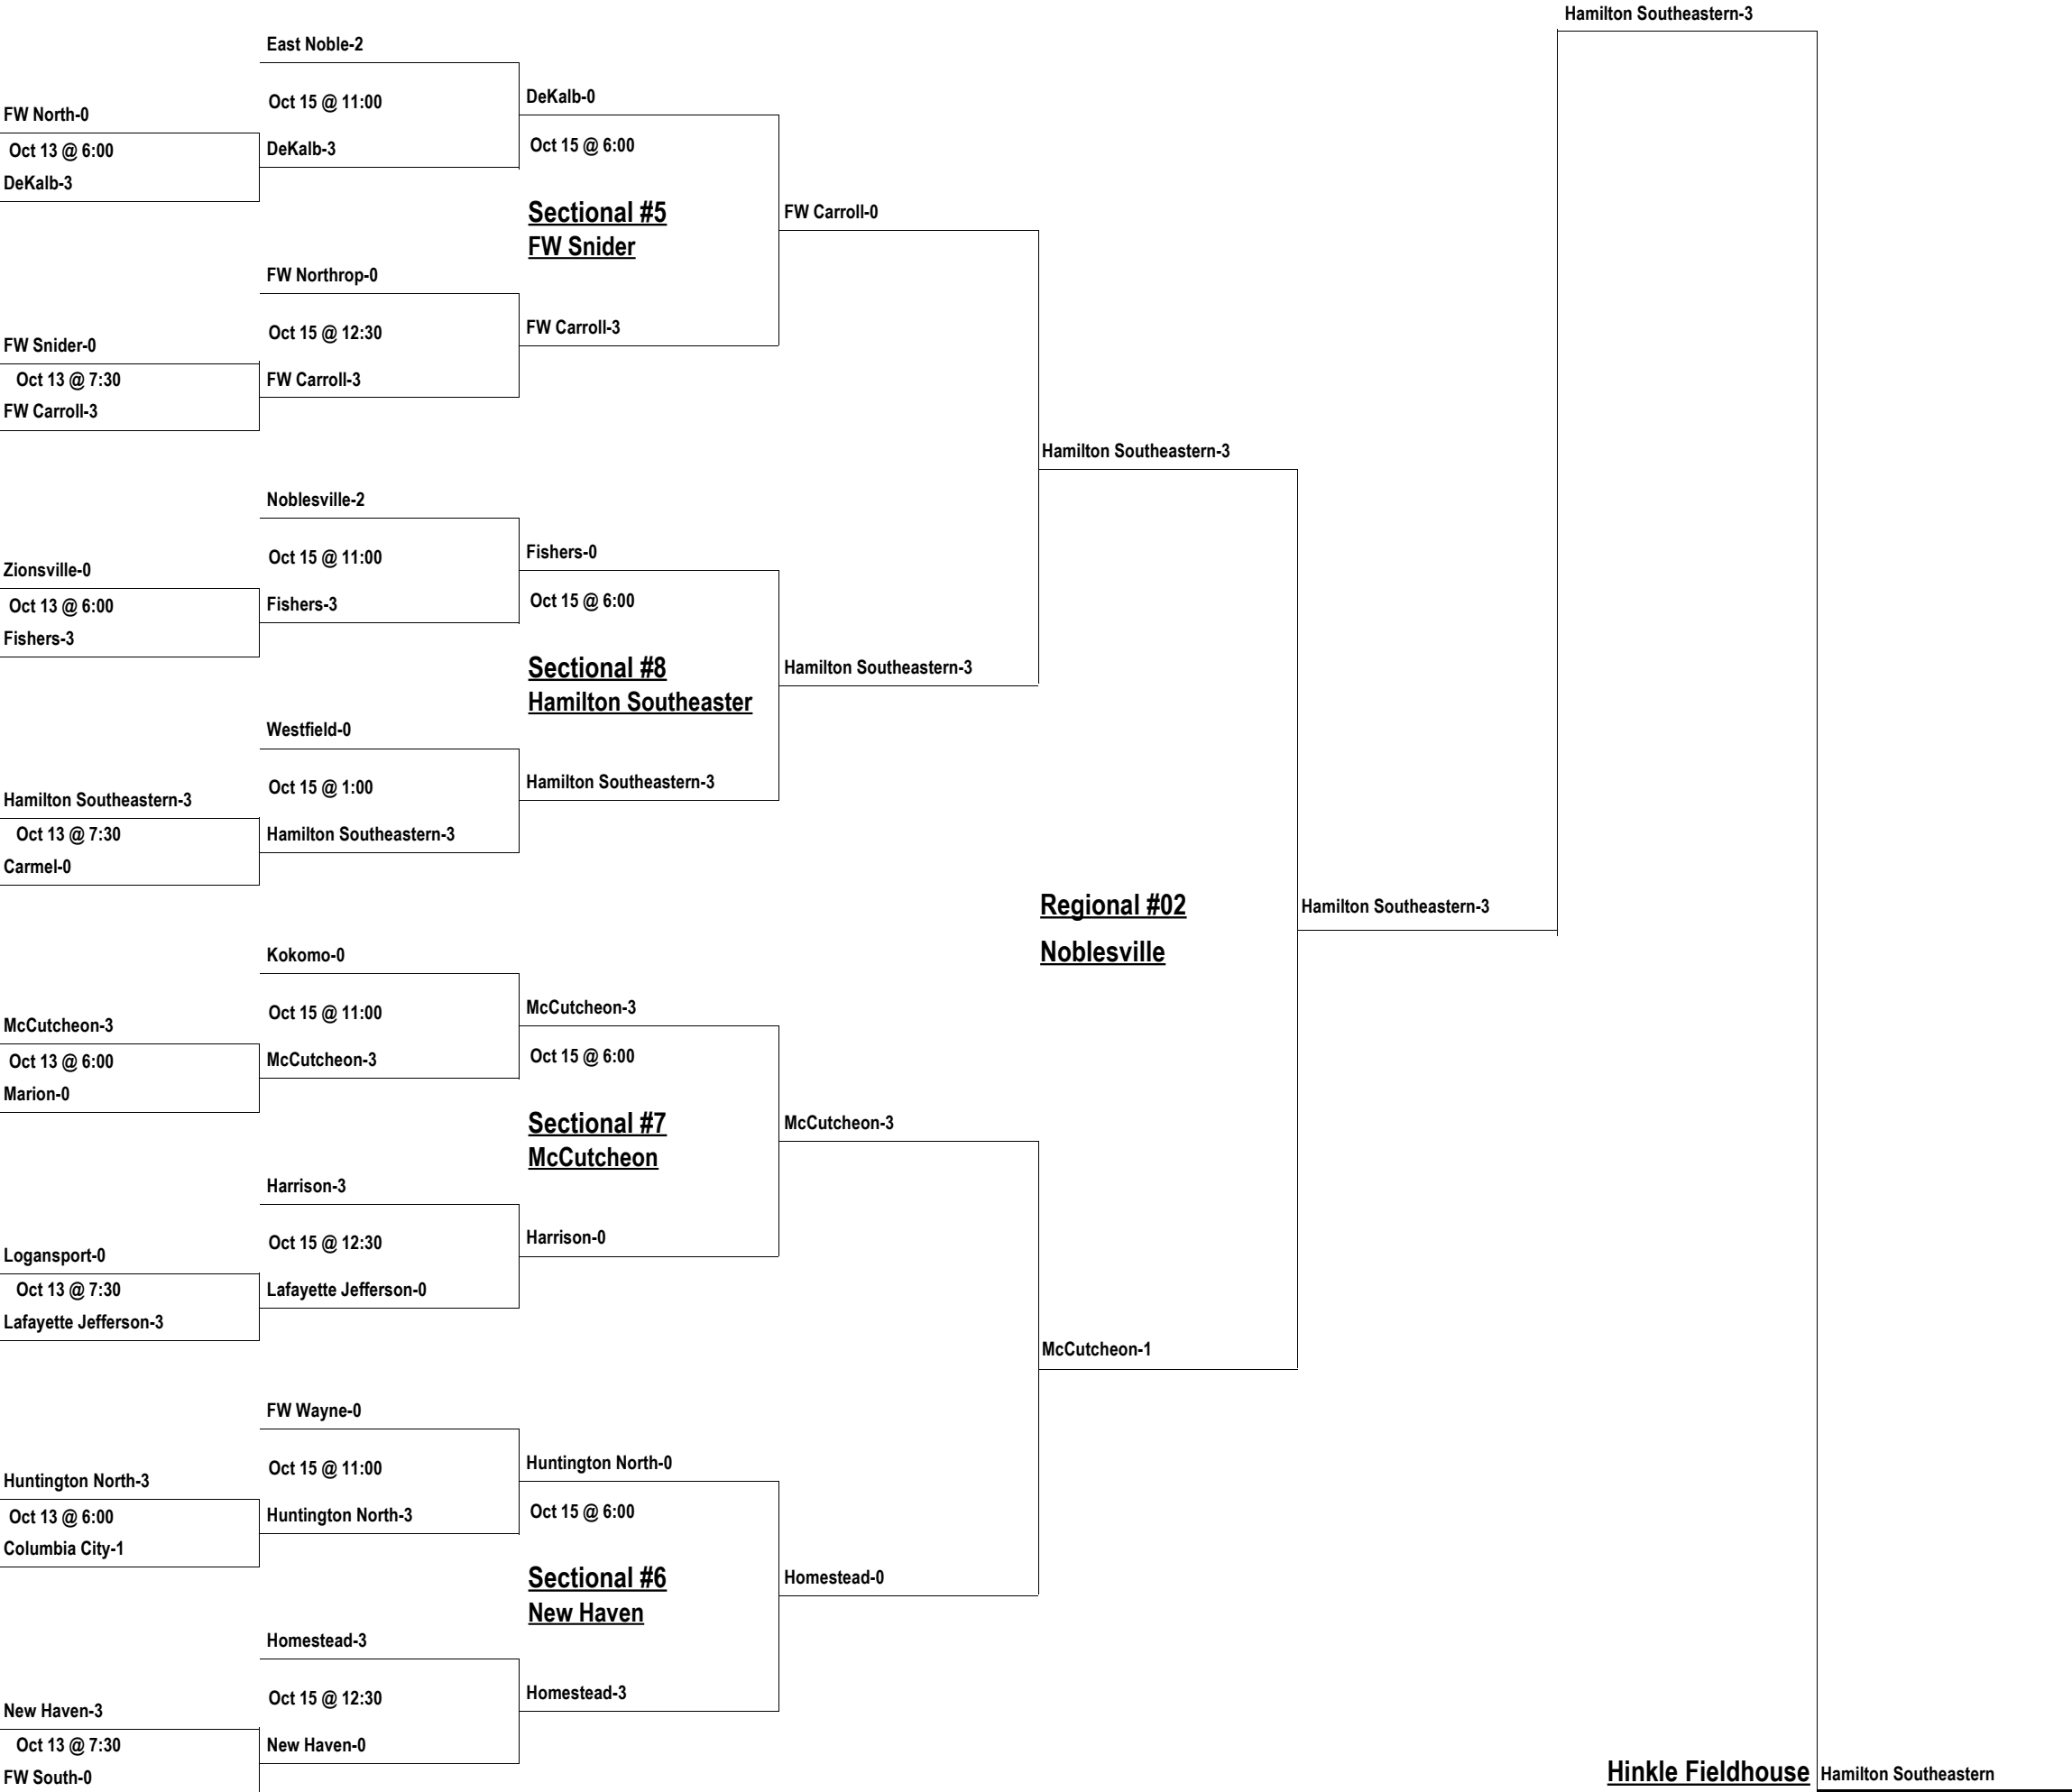 Hamilton Southeastern-3
East Noble-2
DeKalb-0
Oct 15 @ 11:00
FW North-0
Oct 15 @ 6:00
DeKalb-3
Oct 13 @ 6:00
DeKalb-3
Sectional #5
FW Carroll-0
FW Snider
FW Northrop-0
FW Carroll-3
Oct 15 @ 12:30
FW Snider-0
FW Carroll-3
Oct 13 @ 7:30
FW Carroll-3
Hamilton Southeastern-3
Noblesville-2
Fishers-0
Oct 15 @ 11:00
Zionsville-0
Oct 15 @ 6:00
Fishers-3
Oct 13 @ 6:00
Fishers-3
Sectional #8
Hamilton Southeastern-3
Hamilton Southeaster
Westfield-0
Hamilton Southeastern-3
Oct 15 @ 1:00
Hamilton Southeastern-3
Hamilton Southeastern-3
Oct 13 @ 7:30
Carmel-0
Regional #02
Hamilton Southeastern-3
Noblesville
Kokomo-0
McCutcheon-3
Oct 15 @ 11:00
McCutcheon-3
Oct 15 @ 6:00
McCutcheon-3
Oct 13 @ 6:00
Marion-0
Sectional #7
McCutcheon-3
McCutcheon
Harrison-3
Harrison-0
Oct 15 @ 12:30
Logansport-0
Lafayette Jefferson-0
Oct 13 @ 7:30
Lafayette Jefferson-3
McCutcheon-1
FW Wayne-0
Huntington North-0
Oct 15 @ 11:00
Huntington North-3
Oct 15 @ 6:00
Huntington North-3
Oct 13 @ 6:00
Columbia City-1
Sectional #6
Homestead-0
New Haven
Homestead-3
Homestead-3
Oct 15 @ 12:30
New Haven-3
New Haven-0
Oct 13 @ 7:30
FW South-0
Hinkle Fieldhouse
Hamilton Southeastern